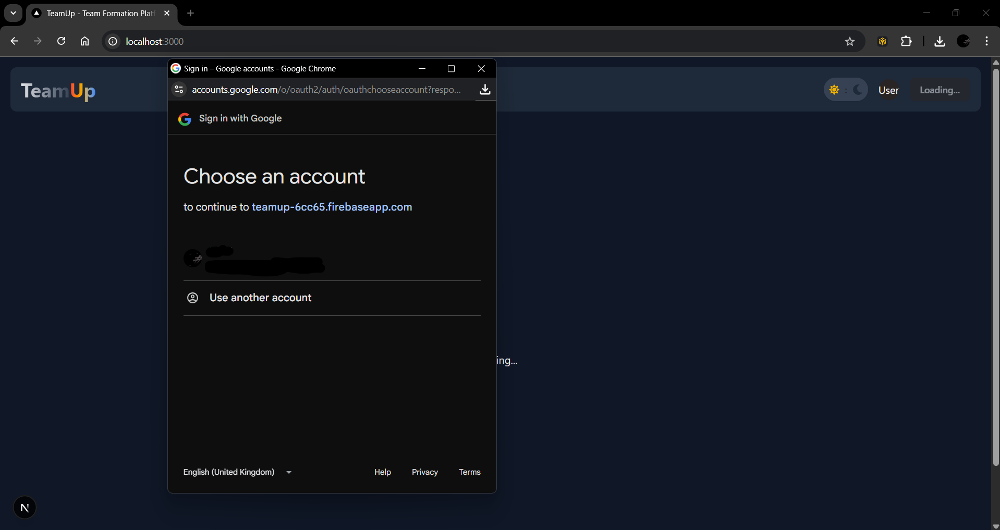 TeamUp - Team Formation Platf
localhost:3000
Sign in – Google accounts - Google Chrome
accounts.google.com/o/oauth2/auth/oauthchooseaccount?respo...
TeamUp
User
Loading...
Sign in with Google
Choose an account
to continue to teamup-6cc65.firebaseapp.com
Use another account
ing...
English (United Kingdom)
Help
Privacy
Terms
N